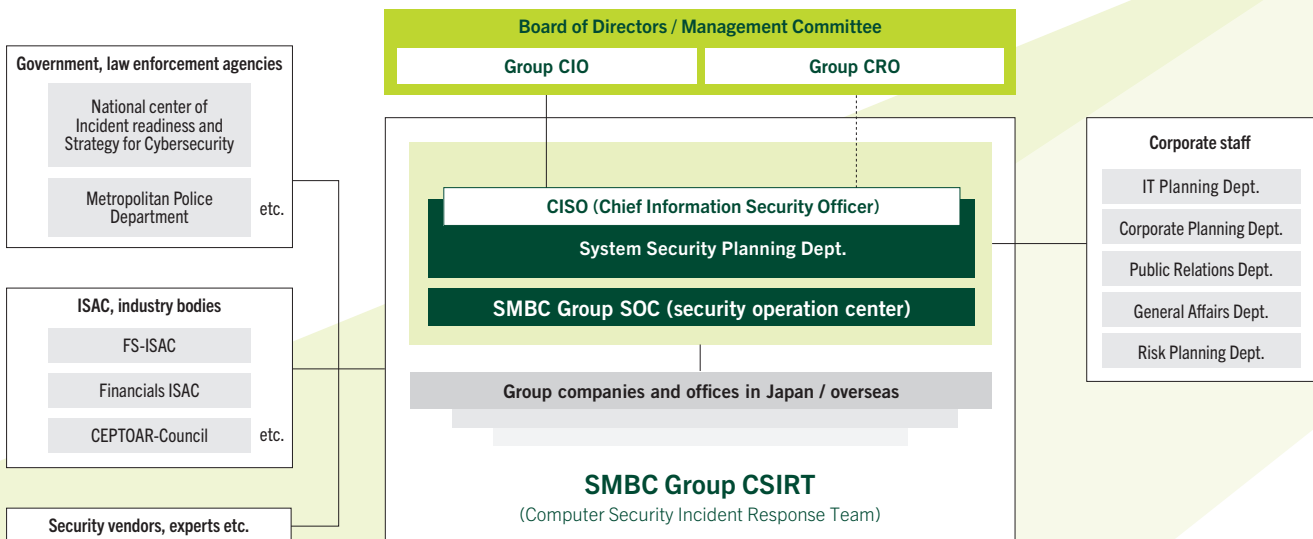 Board of Directors / Management Committee
Group CIO
Group CRO
Government, law enforcement agencies
National center of
Incident readiness and
Strategy for Cybersecurity
Metropolitan Police
Department
etc.
ISAC, industry bodies
FS-ISAC
Financials ISAC
CEPTOAR-Council
etc.
Security vendors, experts etc.
CISO (Chief Information Security Officer)
System Security Planning Dept.
SMBC Group SOC (security operation center)
Group companies and offices in Japan / overseas
SMBC Group CSIRT
(Computer Security Incident Response Team)
Corporate staff
IT Planning Dept.
Corporate Planning Dept.
Public Relations Dept.
General Affairs Dept.
Risk Planning Dept.